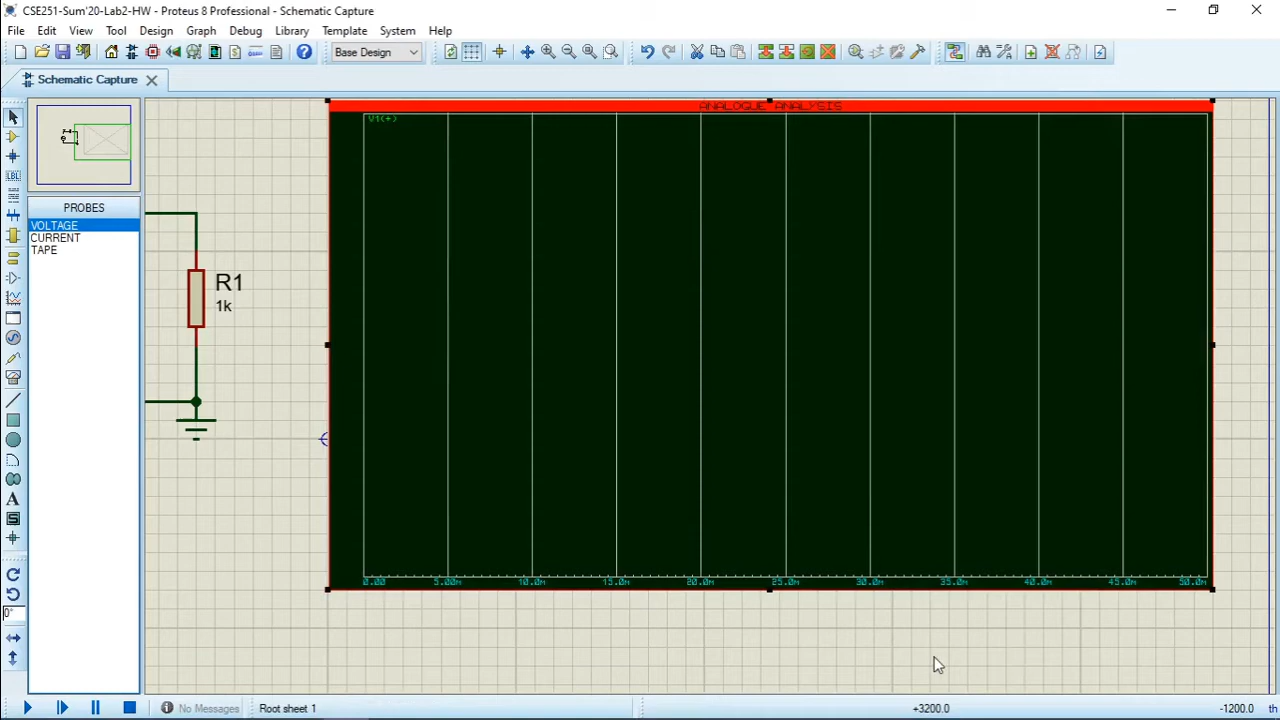 CSE251-Sum'20-Lab2-HW - Proteus 8 Professional - Schematic Capture
File Edit View Tool Design Graph Debug Library Template System Help
Base Design
Schematic Capture
PROBES
VOLTAGE
CURRENT
TAPE
R1
1k
ANALOGUE ANALYSIS
V1(+)
0.00 5.00m 10.0m 15.0m 20.0m 25.0m 30.0m 35.0m 40.0m 45.0m 50.0m
LBL
A
S
0°
No Messages
Root sheet 1
+3200.0
-1200.0
th